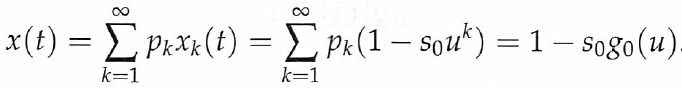 x(t) = ∑_{k=1}^{∞} p_k x_k(t) = ∑_{k=1}^{∞} p_k(1 − s_0 u^k) = 1 − s_0 g_0(u).